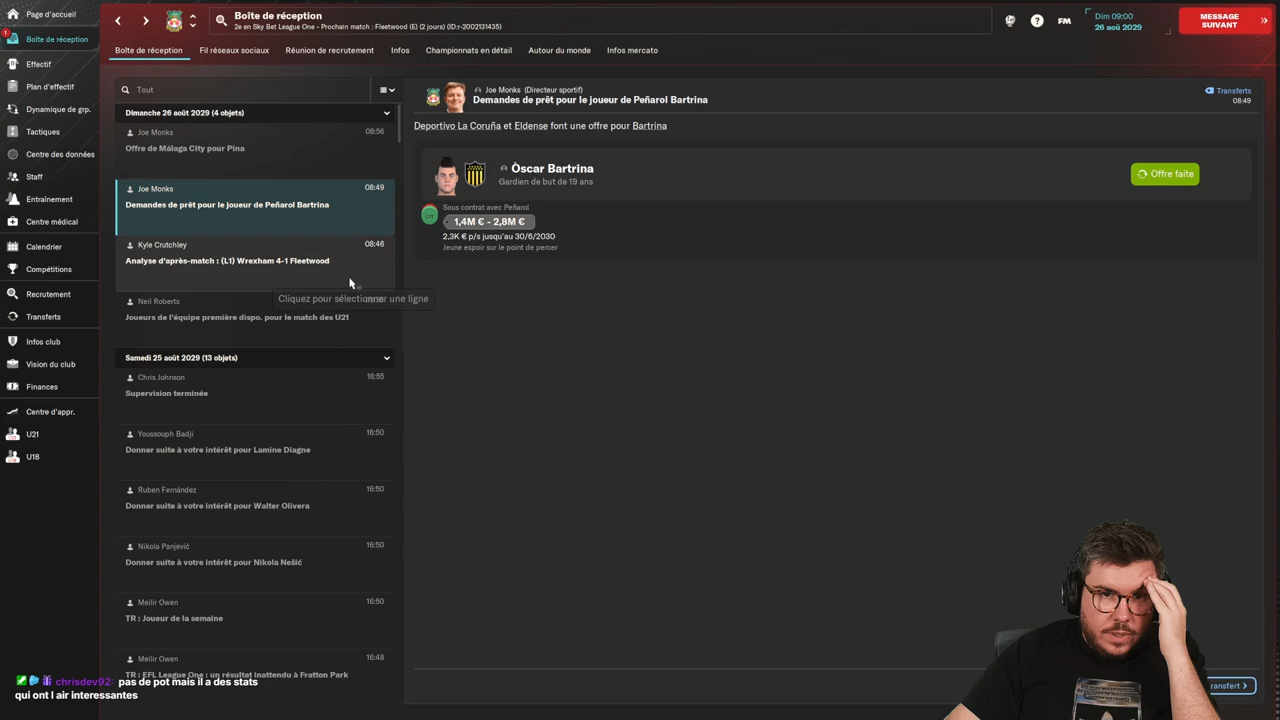 Page d'accueil
1
Boîte de réception
Effectif
Plan d'effectif
Dynamique de grp.
Tactiques
Centre des données
Staff
Entraînement
Centre médical
Calendrier
Compétitions
Recrutement
Transferts
Infos club
Vision du club
Finances
Centre d'appr.
U21
U18
Boîte de réception
2e en Sky Bet League One - Prochain match : Fleetwood (E) (2 jours) (ID:r-2002131435)
?
FM
Dim 09:00
26 aoû 2029
MESSAGE
SUIVANT
Boîte de réception Fil réseaux sociaux Réunion de recrutement Infos Championnats en détail Autour du monde Infos mercato
Tout
Dimanche 26 août 2029 (4 objets)
Joe Monks 08:56
Offre de Málaga City pour Pina
Joe Monks 08:49
Demandes de prêt pour le joueur de Peñarol Bartrina
Kyle Crutchley 08:46
Analyse d'après-match : (L1) Wrexham 4-1 Fleetwood
Cliquez pour sélectionner une ligne
Neil Roberts
Joueurs de l'équipe première dispo. pour le match des U21
Samedi 25 août 2029 (13 objets)
Chris Johnson 16:55
Supervision terminée
Youssouph Badji 16:50
Donner suite à votre intérêt pour Lamine Diagne
Ruben Fernández 16:50
Donner suite à votre intérêt pour Walter Olivera
Nikola Panjević 16:50
Donner suite à votre intérêt pour Nikola Nešić
Meilir Owen 16:50
TR : Joueur de la semaine
Meilir Owen 16:48
TR : EFL League One : un résultat inattendu à Fratton Park
Joe Monks (Directeur sportif)
Demandes de prêt pour le joueur de Peñarol Bartrina
Transferts
08:49
Deportivo La Coruña et Eldense font une offre pour Bartrina
Òscar Bartrina
Gardien de but de 19 ans
Offre faite
Sous contrat avec Peñarol
1,4M € - 2,8M €
2,3K € p/s jusqu'au 30/6/2030
Jeune espoir sur le point de percer
chrisdev92: pas de pot mais il a des stats
qui ont l air interessantes